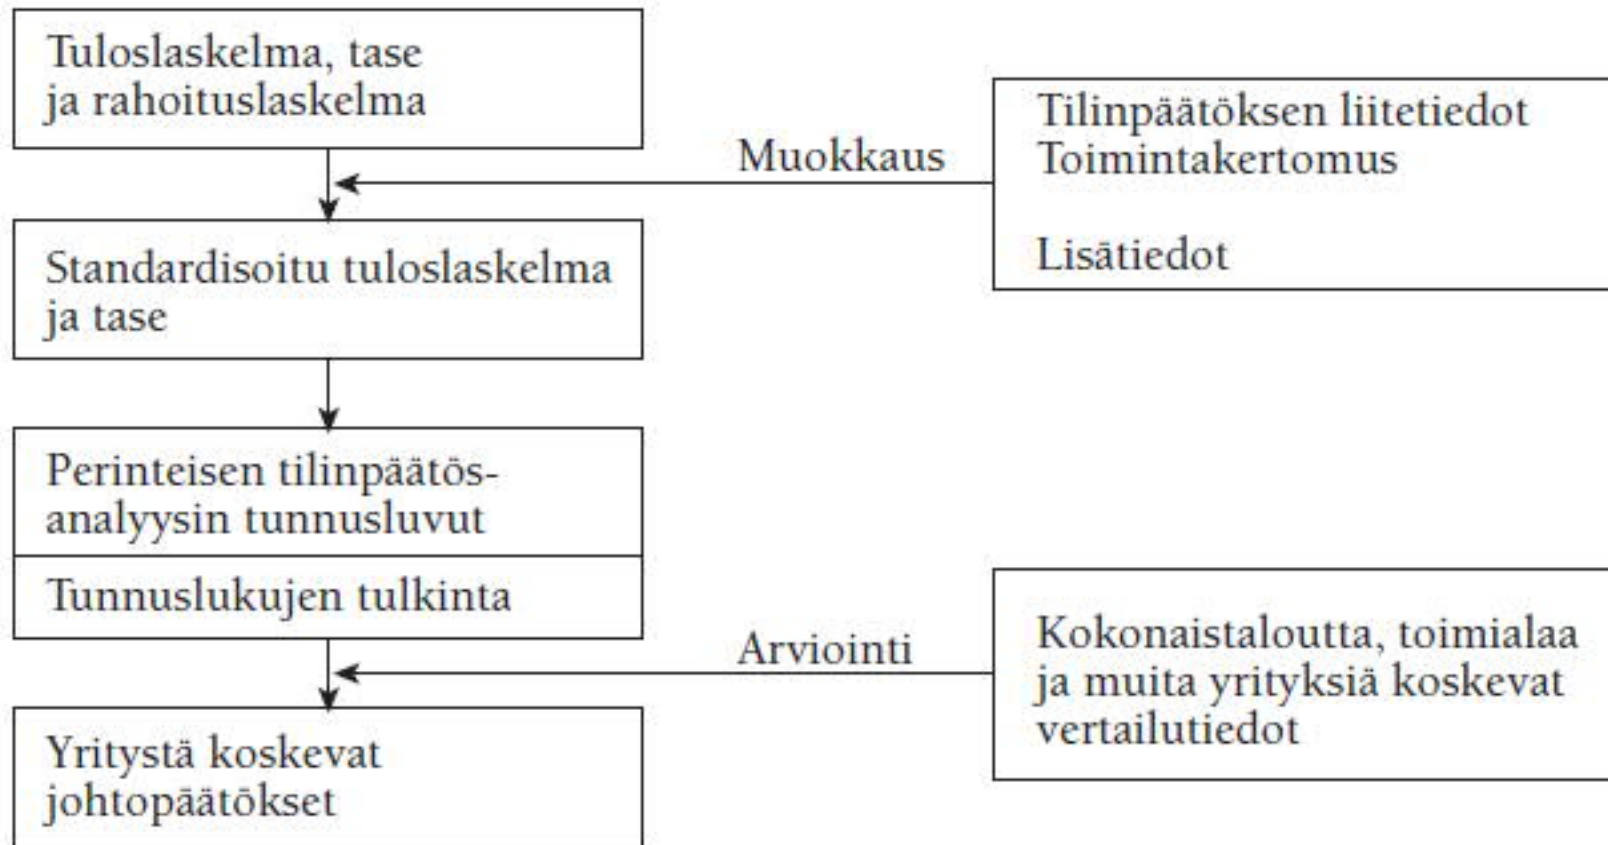 Tuloslaskelma, tase
ja rahoituslaskelma
Muokkaus
Tilinpäätöksen liitetiedot
Toimintakertomus
Lisätiedot
Standardisoitu tuloslaskelma
ja tase
Perinteisen tilinpäätös-
analyysin tunnusluvut
Tunnuslukujen tulkinta
Arviointi
Kokonaistaloutta, toimialaa
ja muita yrityksiä koskevat
vertailutiedot
Yritystä koskevat
johtopäätökset